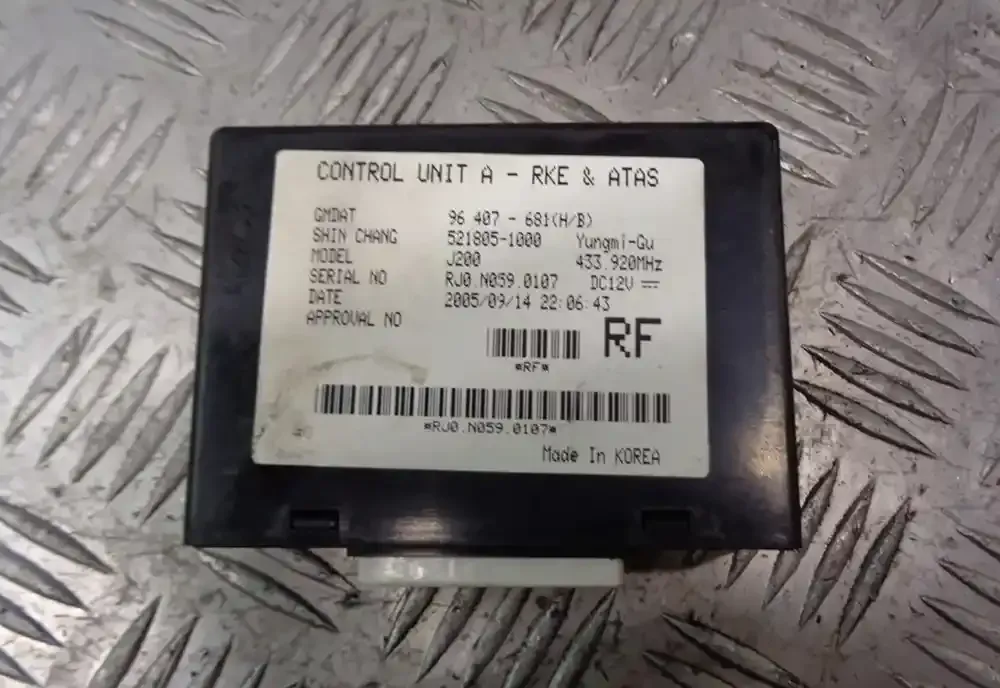 CONTROL UNIT A - RKE & ATAS
GMDAT 96 407 - 681(H/B)
SHIN CHANG 521805-1000 Yungmi-Gu
MODEL J200 433.920MHz
SERIAL NO RJ0.N059.0107 DC12V
DATE 2005/09/14 22:06:43
APPROVAL NO
RF
*RF*
*RJ0.N059.0107*
Made In KOREA